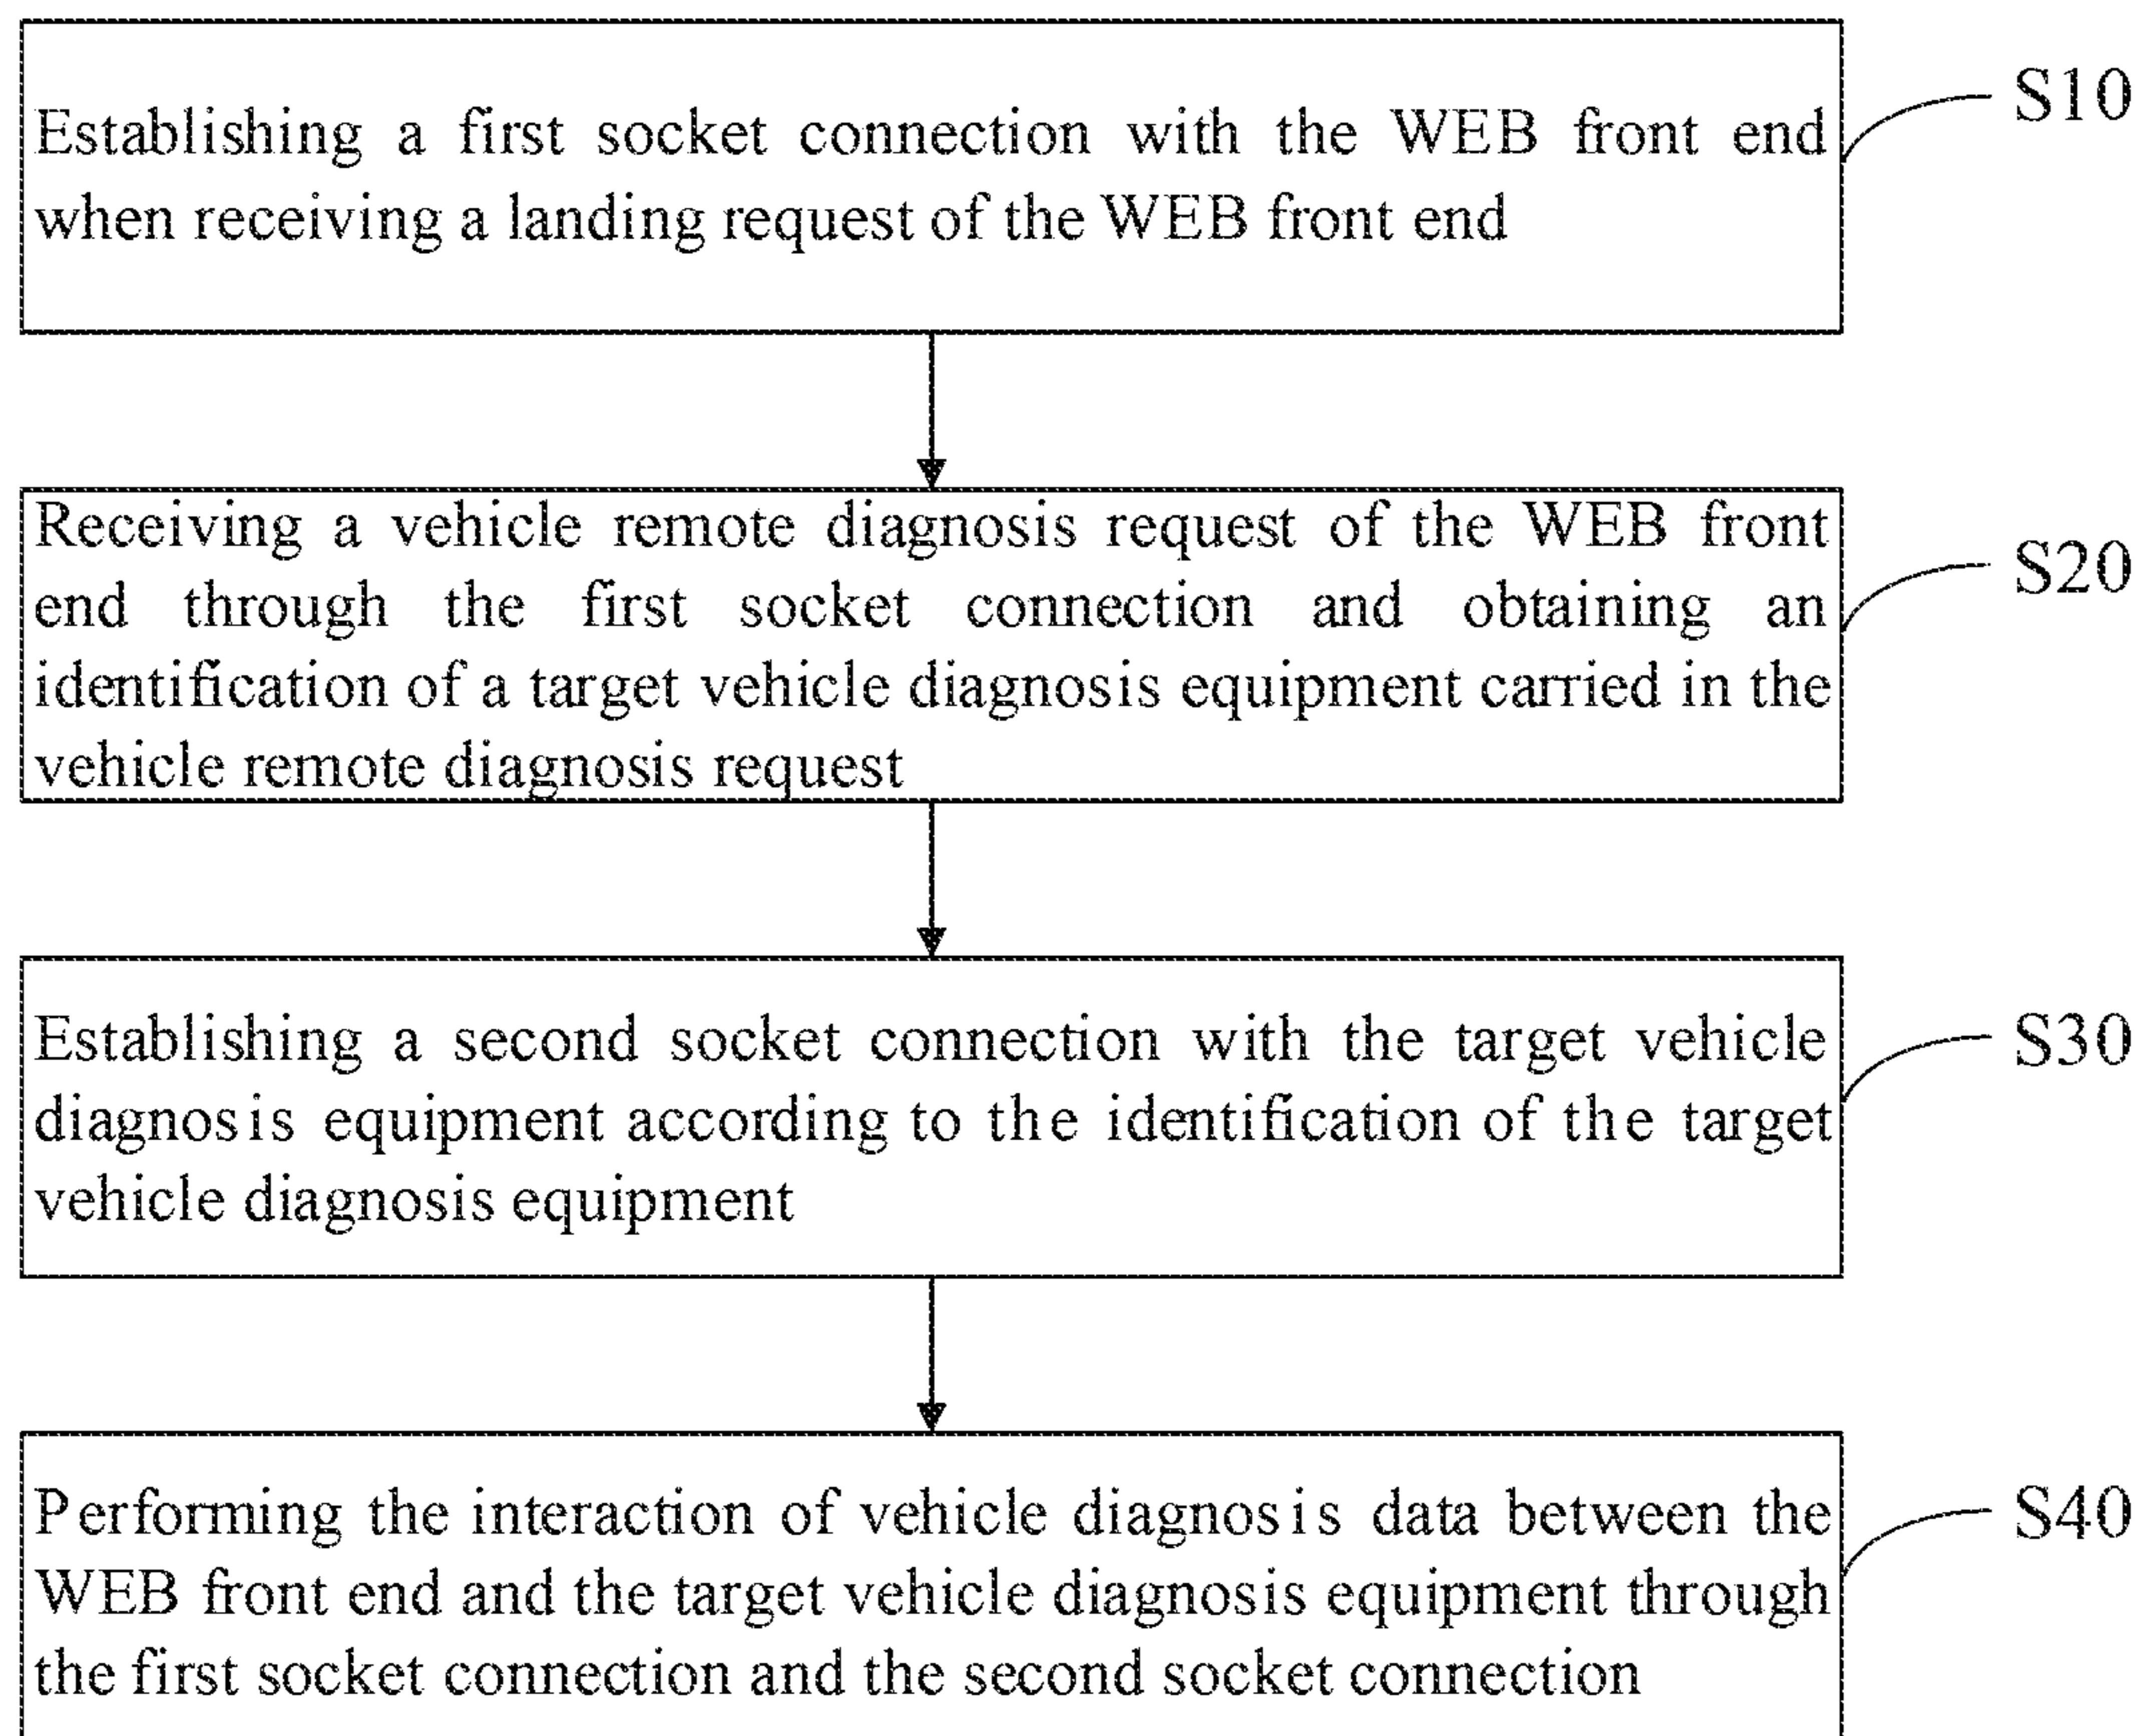 Establishing a first socket connection with the WEB front end
when receiving a landing request of the WEB front end
S10
Receiving a vehicle remote diagnosis request of the WEB front
end through the first socket connection and obtaining an
identification of a target vehicle diagnosis equipment carried in the
vehicle remote diagnosis request
S20
Establishing a second socket connection with the target vehicle
diagnosis equipment according to the identification of the target
vehicle diagnosis equipment
S30
Performing the interaction of vehicle diagnosis data between the
WEB front end and the target vehicle diagnosis equipment through
the first socket connection and the second socket connection
S40